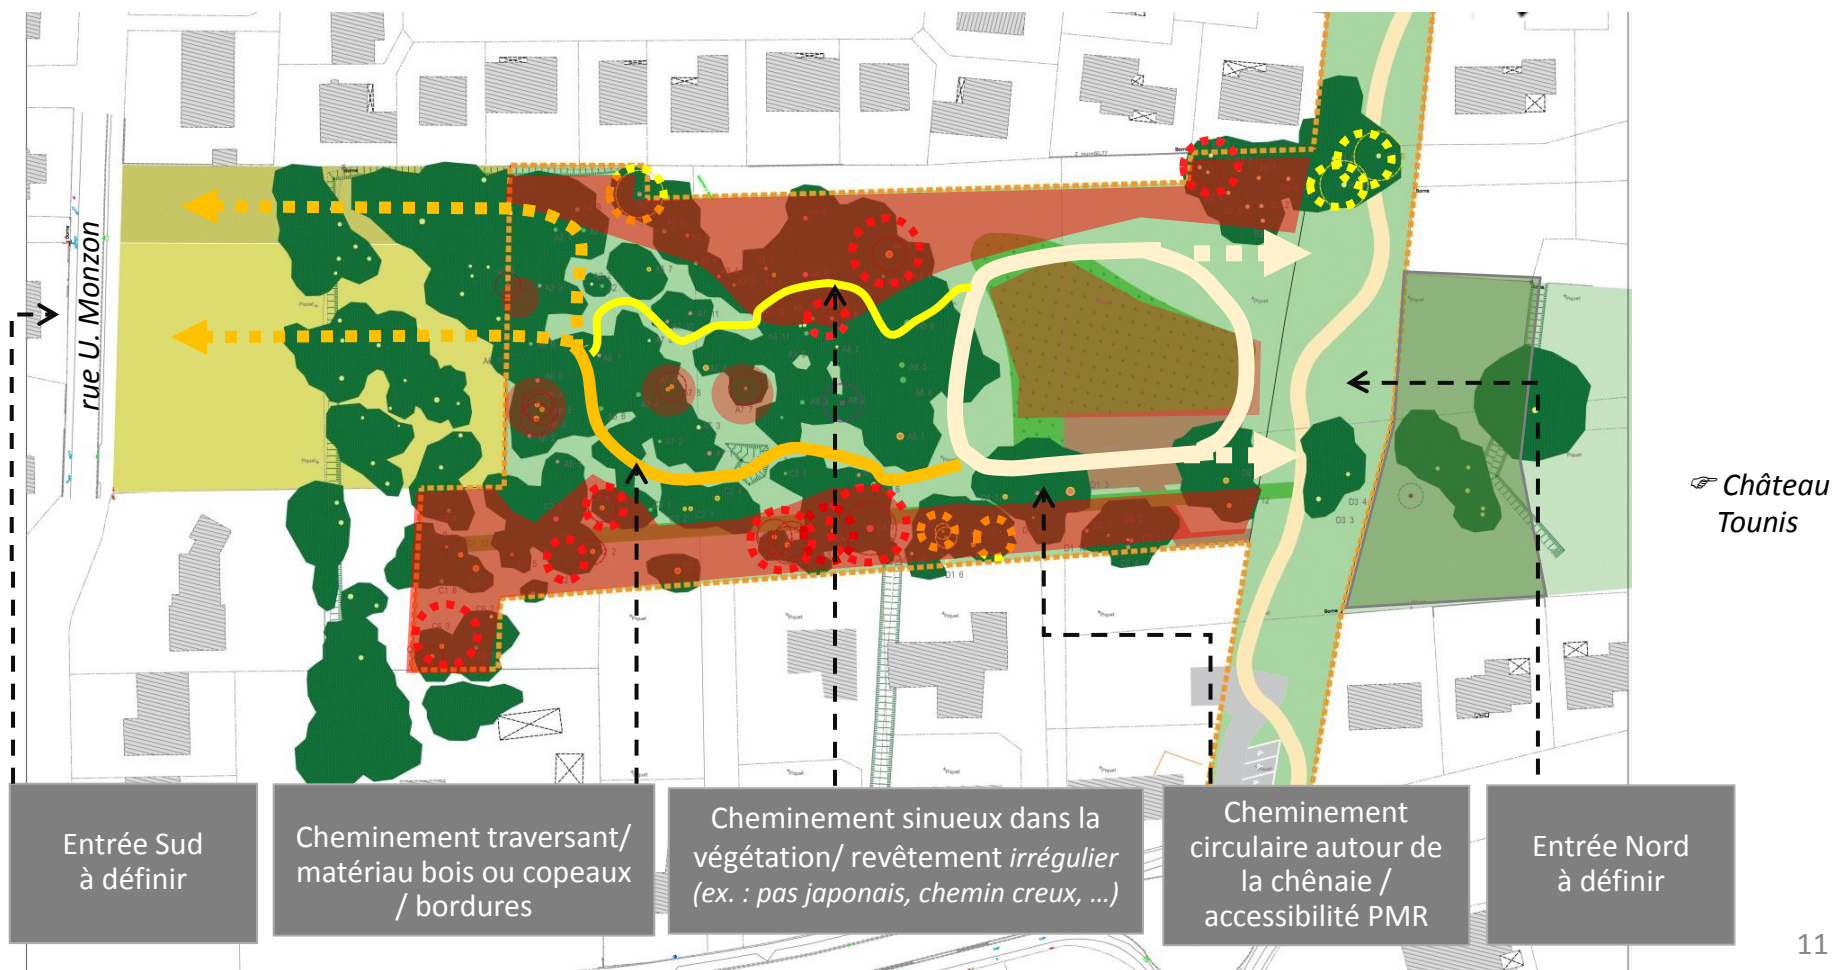 rue U. Monzon
☞ Château
Tounis
Entrée Sud
à définir
Cheminement traversant/
matériau bois ou copeaux
/ bordures
Cheminement sinueux dans la
végétation/ revêtement irrégulier
(ex. : pas japonais, chemin creux, ...)
Cheminement
circulaire autour de
la chênaie /
accessibilité PMR
Entrée Nord
à définir
11